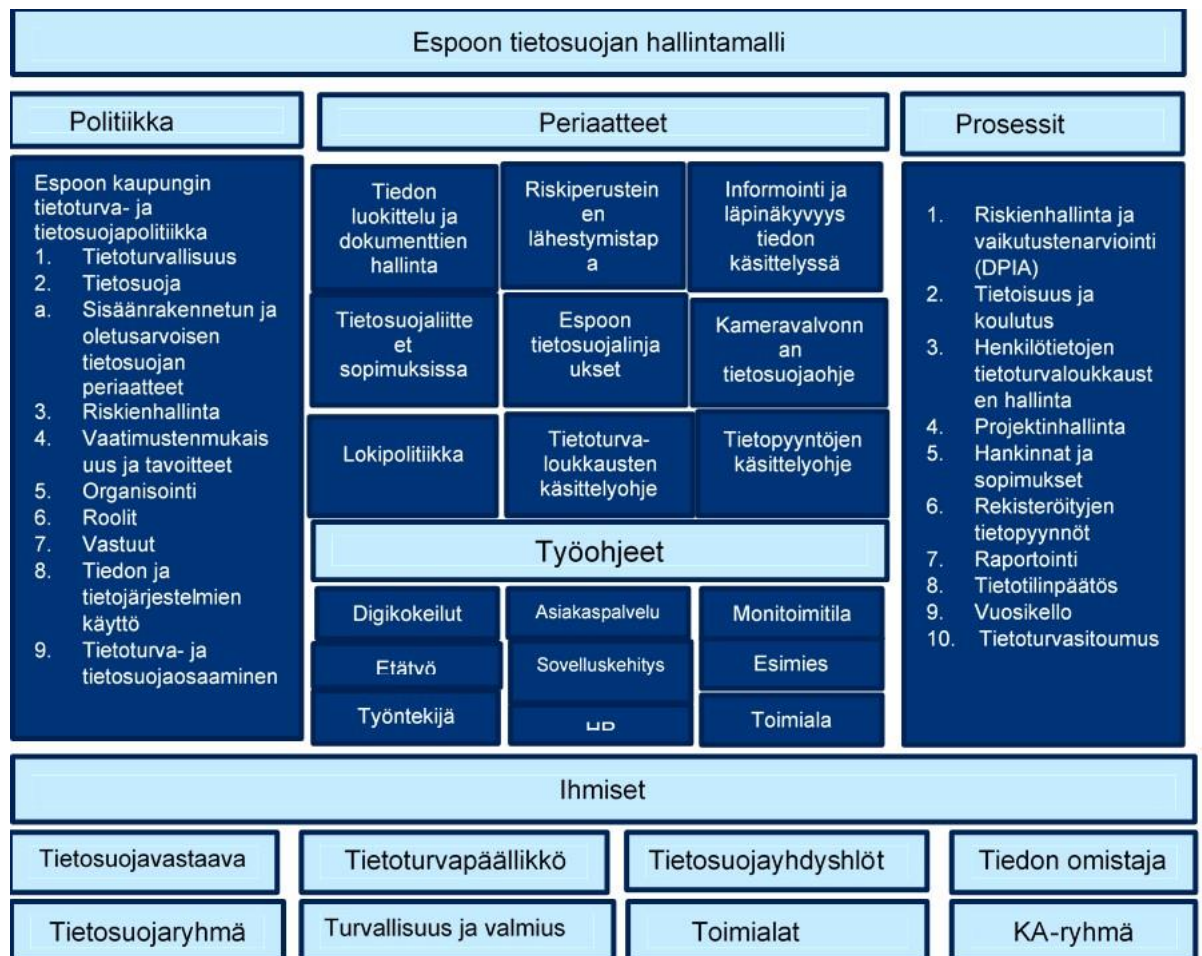 Espoon tietosuojan hallintamalli
Politiikka
Espoon kaupungin
tietoturva- ja
tietosuojapolitiikka
1. Tietoturvallisuus
2. Tietosuoja
a. Sisäänrakennetun ja
oletusarvoisen
tietosuojan
periaatteet
3. Riskienhallinta
4. Vaatimustenmukais
uus ja tavoitteet
5. Organisointi
6. Roolit
7. Vastuut
8. Tiedon ja
tietojärjestelmien
käyttö
9. Tietoturva- ja
tietosuojaosaaminen
Periaatteet
Tiedon
luokittelu ja
dokumenttien
hallinta
Riskiperustein
en
lähestymistap
a
Informointi ja
läpinäkyvyys
tiedon
käsittelyssä
Tietosuojaliitte
et
sopimuksissa
Espoon
tietosuojalinja
ukset
Kameravalvonn
an
tietosuojaohje
Lokipolitiikka
Tietoturva-
loukkausten
käsittelyohje
Tietopyyntöjen
käsittelyohje
Työohjeet
Digikokeilut
Asiakaspalvelu
Monitoimitila
Etätyö
Sovelluskehitys
Esimies
Työntekijä
HR
Toimiala
Prosessit
1. Riskienhallinta ja
vaikutustenarviointi
(DPIA)
2. Tietoisuus ja
koulutus
3. Henkilötietojen
tietoturvaloukkaust
en hallinta
4. Projektinhallinta
5. Hankinnat ja
sopimukset
6. Rekisteröityjen
tietopyynnöt
7. Raportointi
8. Tietotilinpäätös
9. Vuosikello
10. Tietoturvasitoumus
Ihmiset
Tietosuojavastaava
Tietoturvapäällikkö
Tietosuojayhdyshlöt
Tiedon omistaja
Tietosuojaryhmä
Turvallisuus ja valmius
Toimialat
KA-ryhmä